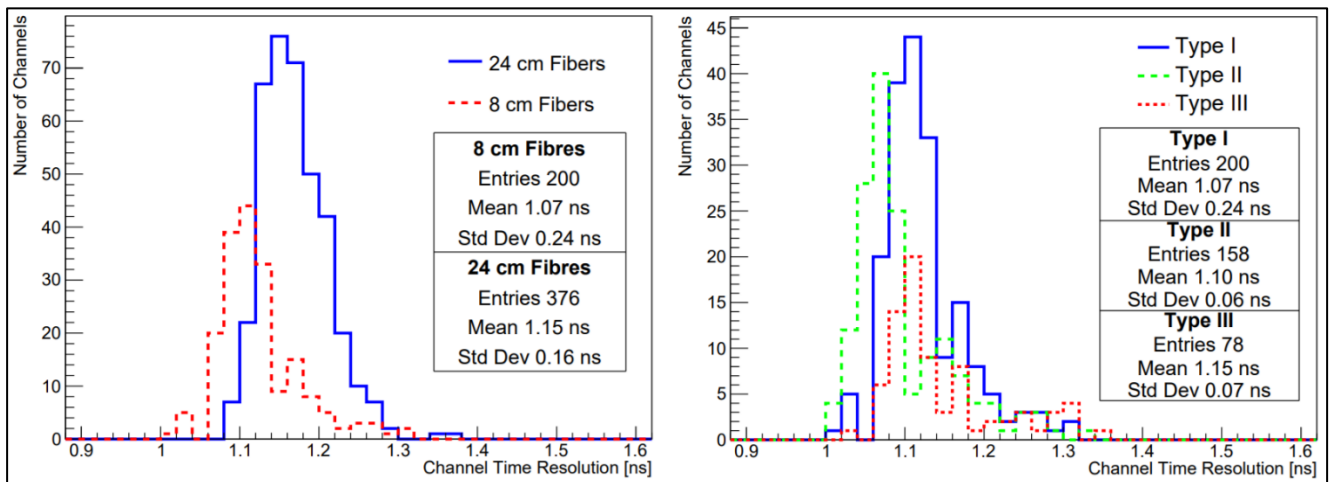 Number of Channels
70
60
50
40
30
20
10
0
24 cm Fibers
8 cm Fibers
8 cm Fibres
Entries 200
Mean 1.07 ns
Std Dev 0.24 ns
24 cm Fibres
Entries 376
Mean 1.15 ns
Std Dev 0.16 ns
0.9 1 1.1 1.2 1.3 1.4 1.5 1.6
Channel Time Resolution [ns]
Number of Channels
45
40
35
30
25
20
15
10
5
0
Type I
Type II
Type III
Type I
Entries 200
Mean 1.07 ns
Std Dev 0.24 ns
Type II
Entries 158
Mean 1.10 ns
Std Dev 0.06 ns
Type III
Entries 78
Mean 1.15 ns
Std Dev 0.07 ns
0.9 1 1.1 1.2 1.3 1.4 1.5 1.6
Channel Time Resolution [ns]